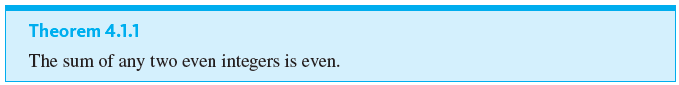 Theorem 4.1.1
The sum of any two even integers is even.